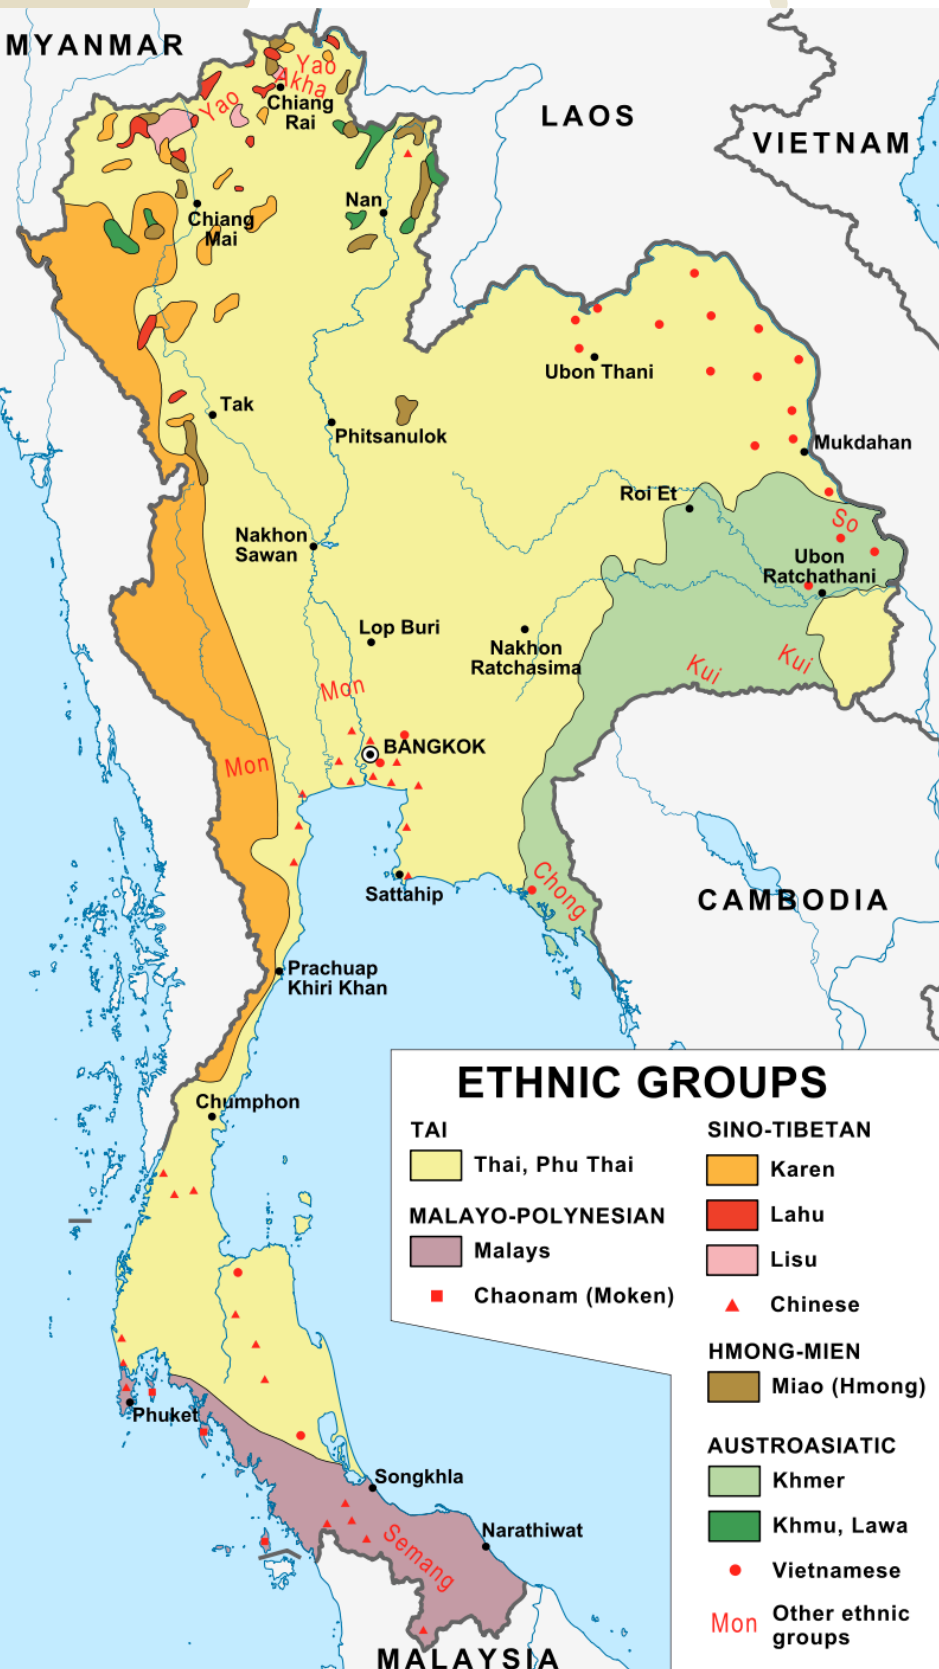 MYANMAR
LAOS
VIETNAM
Yao
Akha
Yao
Chiang
Rai
Nan
Chiang
Mai
Ubon Thani
Tak
Phitsanulok
Mukdahan
Roi Et
So
Nakhon
Sawan
Ubon
Ratchathani
Lop Buri
Nakhon
Ratchasima
Kui
Kui
Mon
BANGKOK
Mon
Chong
Sattahip
CAMBODIA
Prachuap
Khiri Khan
Chumphon
Phuket
Songkhla
Narathiwat
Semang
MALAYSIA
ETHNIC GROUPS
TAI
Thai, Phu Thai
MALAYO-POLYNESIAN
Malays
Chaonam (Moken)
SINO-TIBETAN
Karen
Lahu
Lisu
Chinese
HMONG-MIEN
Miao (Hmong)
AUSTROASIATIC
Khmer
Khmu, Lawa
Vietnamese
Mon
Other ethnic
groups